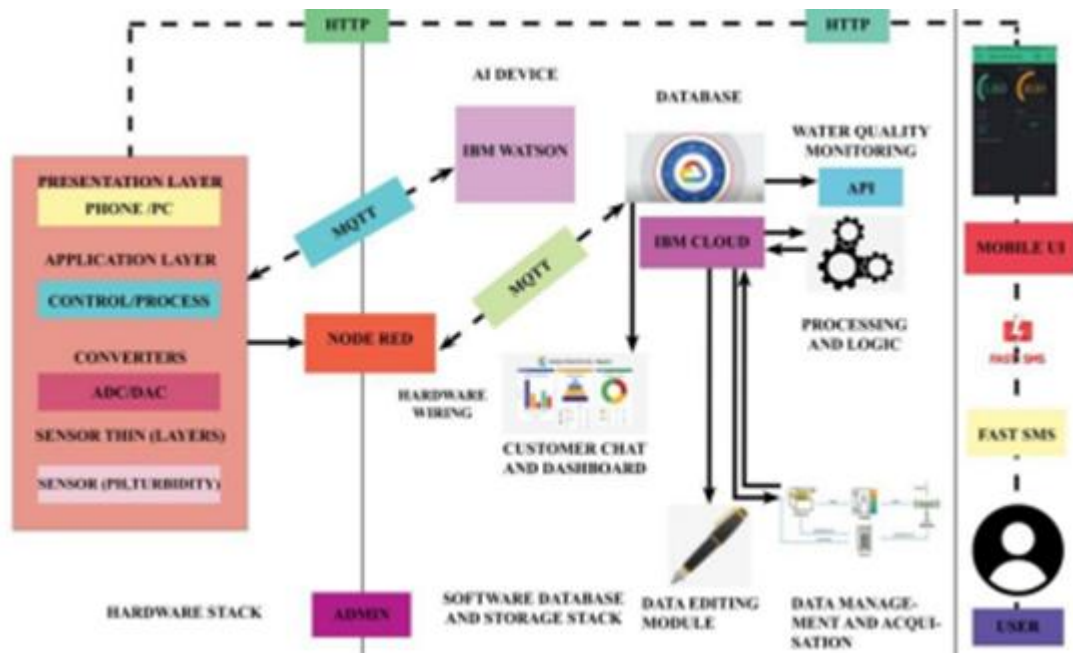 HTTP
HTTP
AI DEVICE
DATABASE
IBM WATSON
WATER QUALITY
MONITORING
API
PRESENTATION LAYER
PHONE /PC
MQTT
APPLICATION LAYER
CONTROL/PROCESS
MQTT
IBM CLOUD
MOBILE UI
NODE RED
PROCESSING
AND LOGIC
CONVERTERS
ADC/DAC
HARDWARE
WIRING
FAST SMS
SENSOR THIN (LAYERS)
CUSTOMER CHAT
AND DASHBOARD
FAST SMS
SENSOR (PH,TURBIDITY)
HARDWARE STACK
ADMIN
SOFTWARE DATABASE
AND STORAGE STACK
DATA EDITING
MODULE
DATA MANAGE-
MENT AND ACQUI-
SATION
USER